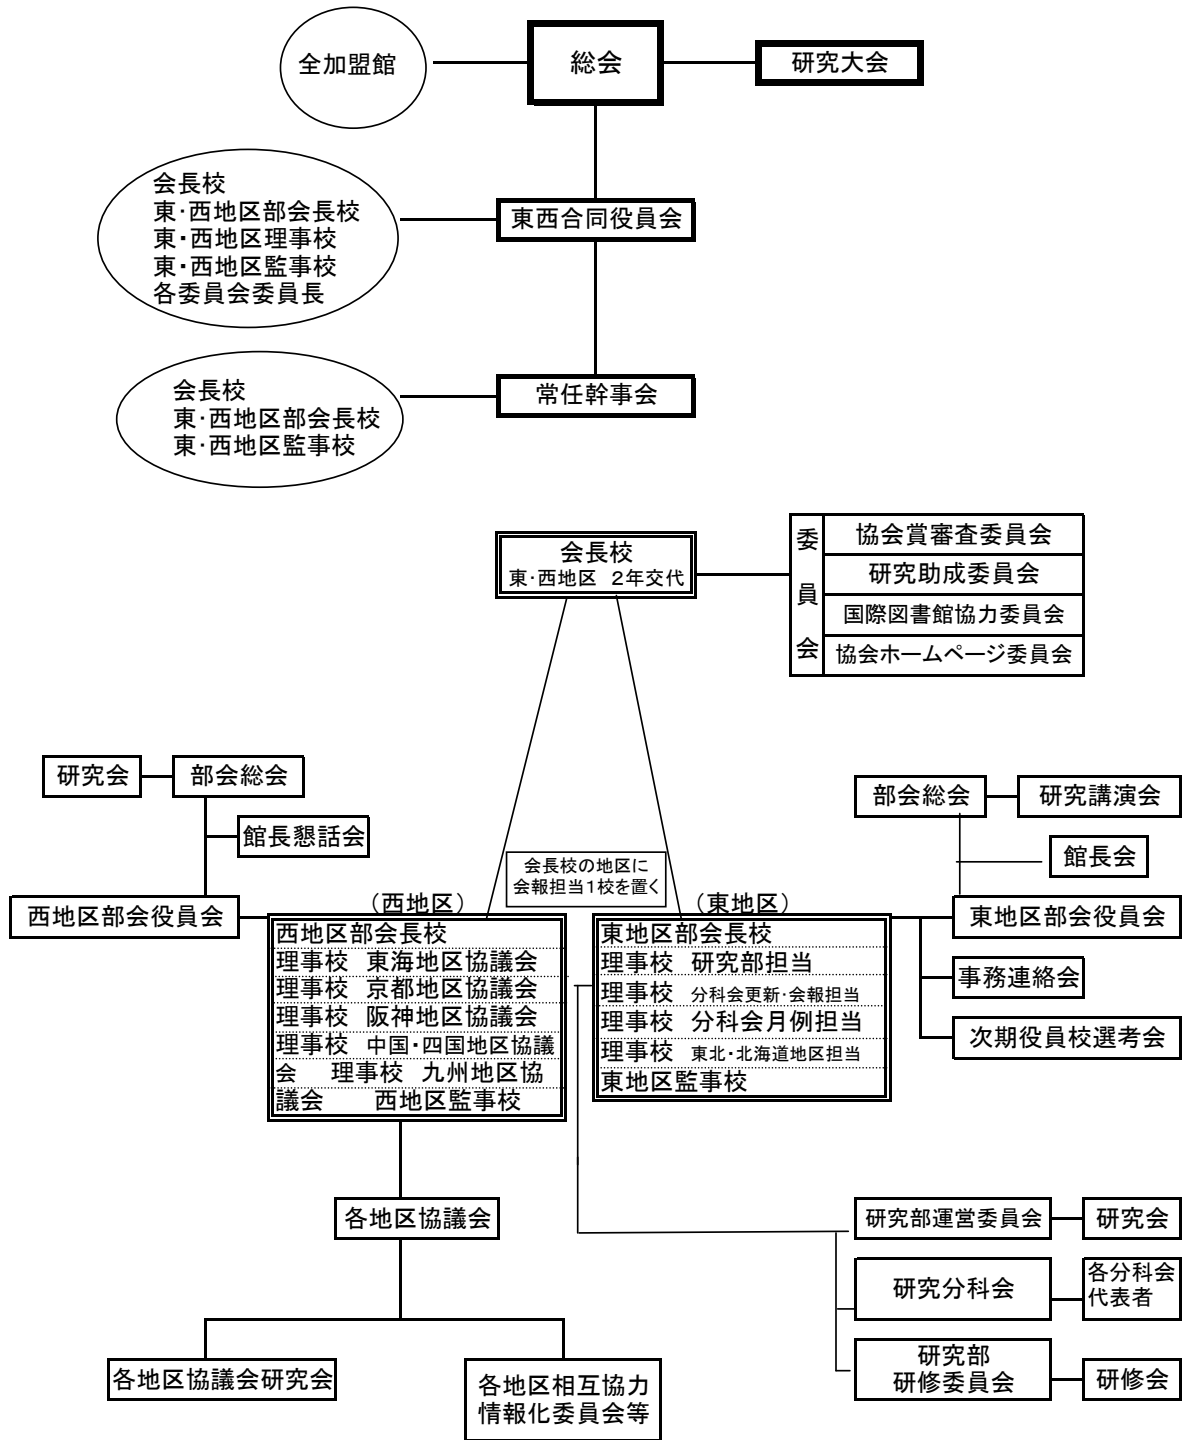 全加盟館
総会
研究大会
会長校
東・西地区部会長校
東・西地区理事校
東・西地区監事校
各委員会委員長
東西合同役員会
会長校
東・西地区部会長校
東・西地区監事校
常任幹事会
会長校
東・西地区 2年交代
委員会
協会賞審査委員会
研究助成委員会
国際図書館協力委員会
協会ホームページ委員会
研究会
部会総会
館長懇話会
西地区部会役員会
会長校の地区に
会報担当1校を置く
部会総会
研究講演会
館長会
東地区部会役員会
事務連絡会
次期役員校選考会
（西地区）
西地区部会長校
理事校 東海地区協議会
理事校 京都地区協議会
理事校 阪神地区協議会
理事校 中国・四国地区協議
会 理事校 九州地区協
議会 西地区監事校
（東地区）
東地区部会長校
理事校 研究部担当
理事校 分科会更新・会報担当
理事校 分科会月例担当
理事校 東北・北海道地区担当
東地区監事校
各地区協議会
各地区協議会研究会
各地区相互協力
情報化委員会等
研究部運営委員会
研究会
研究分科会
各分科会
代表者
研究部
研修委員会
研修会